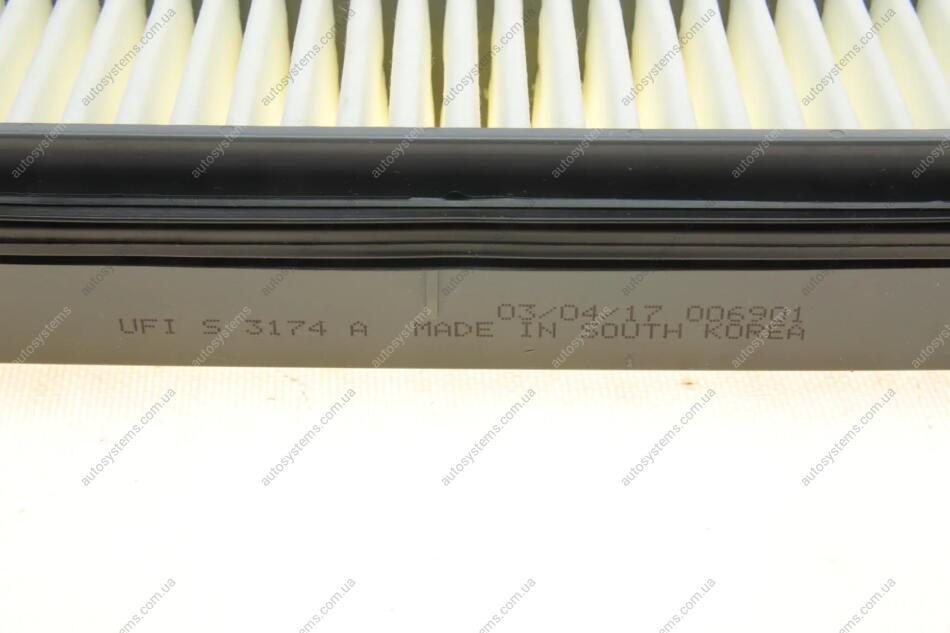 03/04/17 006901
UFI S 3174 A MADE IN SOUTH KOREA
autosystems.com.ua